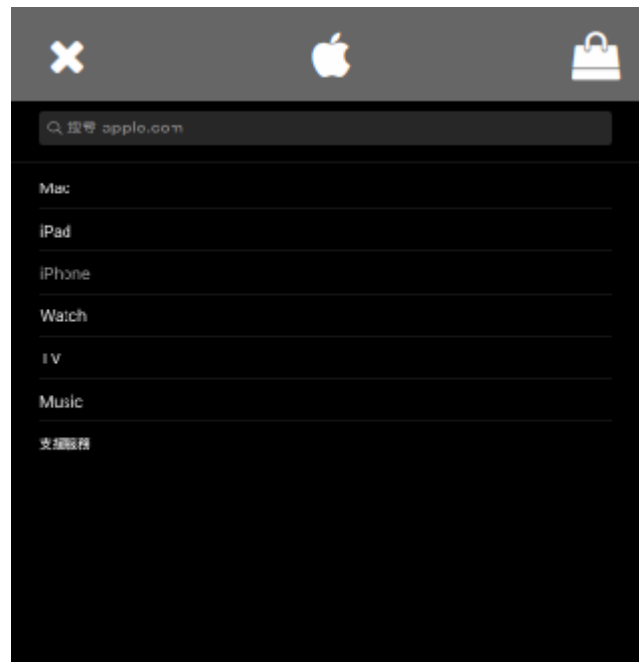 搜尋 apple.com
Mac
iPad
iPhone
Watch
TV
Music
支援服務